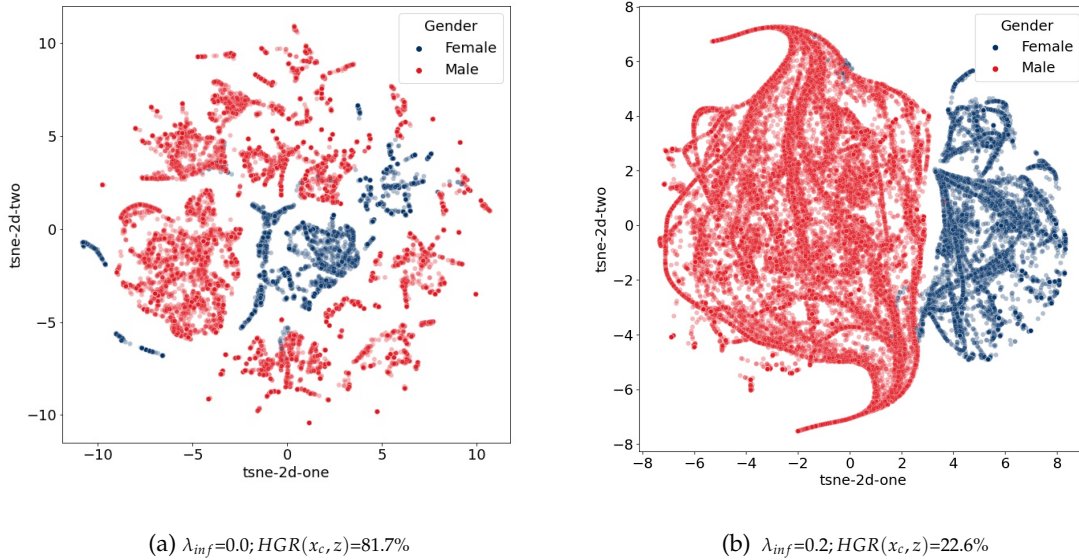 Gender
Female
Male
10
5
0
−5
−10
tsne-2d-two
−10
−5
0
5
10
tsne-2d-one
(a) λinf=0.0; HGR(xc, z)=81.7%
Gender
Female
Male
8
6
4
2
0
−2
−4
−6
−8
tsne-2d-two
−8
−6
−4
−2
0
2
4
6
8
tsne-2d-one
(b) λinf=0.2; HGR(xc, z)=22.6%